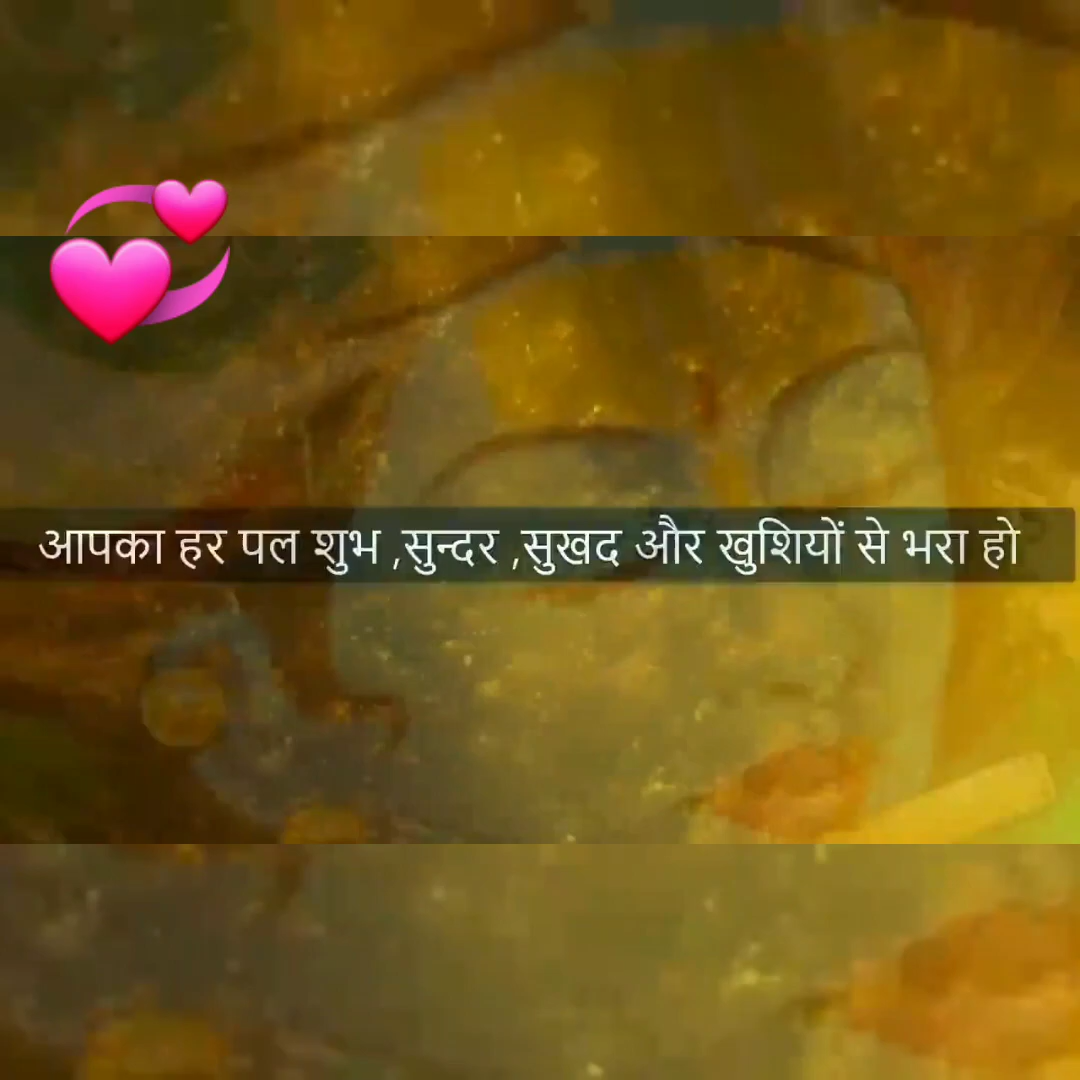 आपका हर पल शुभ ,सुन्दर ,सुखद और खुशियों से भरा हो